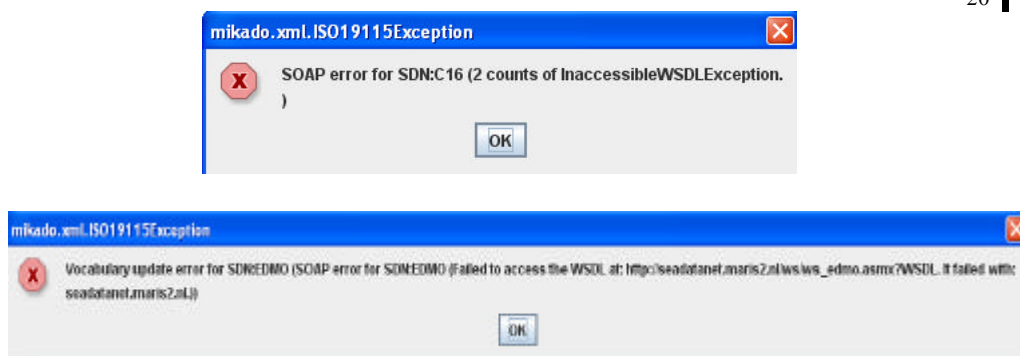 20
mikado.xml.ISO19115Exception
SOAP error for SDN:C16 (2 counts of InaccessibleWSDLException.
)
OK
mikado.xml.ISO19115Exception
Vocabulary update error for SDN:EDMO (SOAP error for SDN:EDMO (Failed to access the WSDL at: http://seadatanet.maris2.nl/ws/ws_edmo.asmx?WSDL. It failed with:
seadatanet.maris2.nl.))
OK